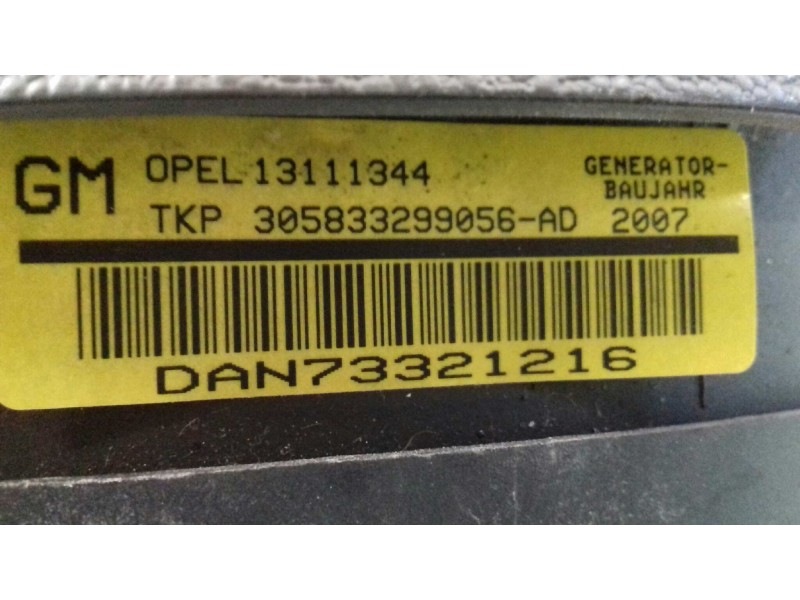 GM OPEL 13111344 GENERATOR-
BAUJAHR
TKP 305833299056-AD 2007
DAN73321216